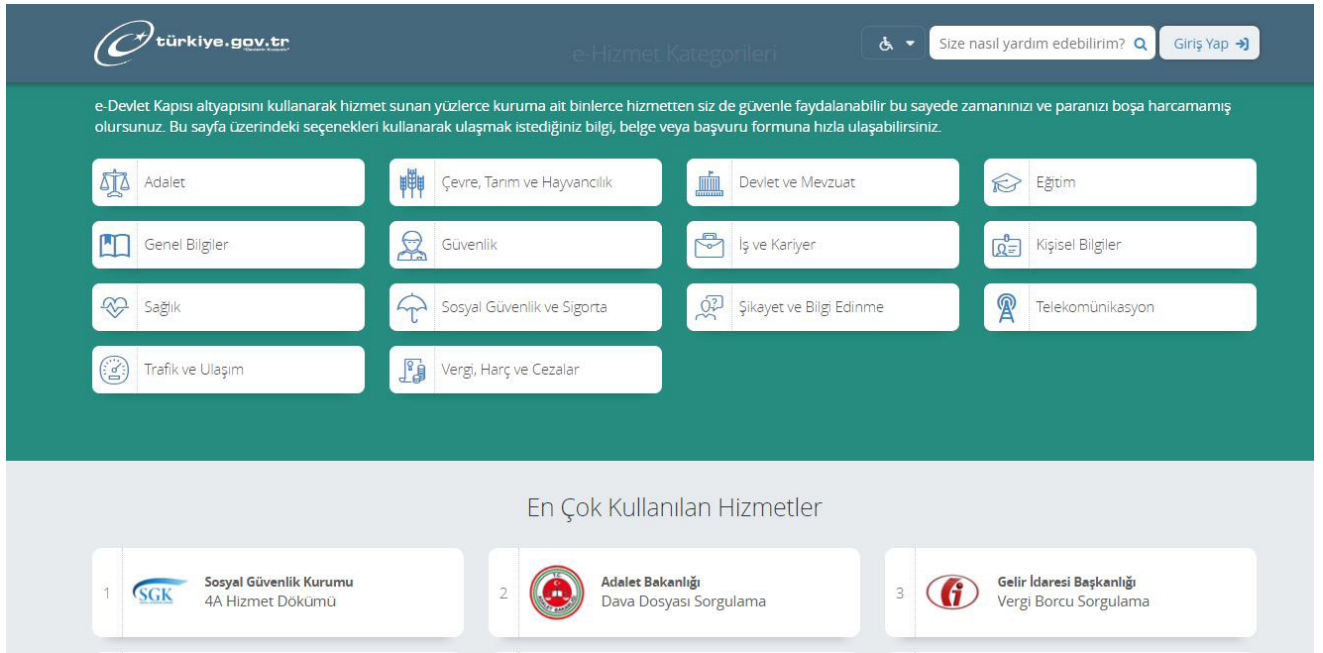 türkiye.gov.tr
e-Hizmet Kategorileri
Size nasıl yardım edebilirim?
Giriş Yap
e-Devlet Kapısı altyapısını kullanarak hizmet sunan yüzlerce kuruma ait binlerce hizmetten siz de güvenle faydalanabilir bu sayede zamanınızı ve paranızı boşa harcamamış
olursunuz. Bu sayfa üzerindeki seçenekleri kullanarak ulaşmak istediğiniz bilgi, belge veya başvuru formuna hızla ulaşabilirsiniz.
Adalet
Çevre, Tarım ve Hayvancılık
Devlet ve Mevzuat
Eğitim
Genel Bilgiler
Güvenlik
İş ve Kariyer
Kişisel Bilgiler
Sağlık
Sosyal Güvenlik ve Sigorta
Şikayet ve Bilgi Edinme
Telekomünikasyon
Trafik ve Ulaşım
Vergi, Harç ve Cezalar
En Çok Kullanılan Hizmetler
1
SGK
Sosyal Güvenlik Kurumu
4A Hizmet Dökümü
2
Adalet Bakanlığı
Dava Dosyası Sorgulama
3
Gelir İdaresi Başkanlığı
Vergi Borcu Sorgulama